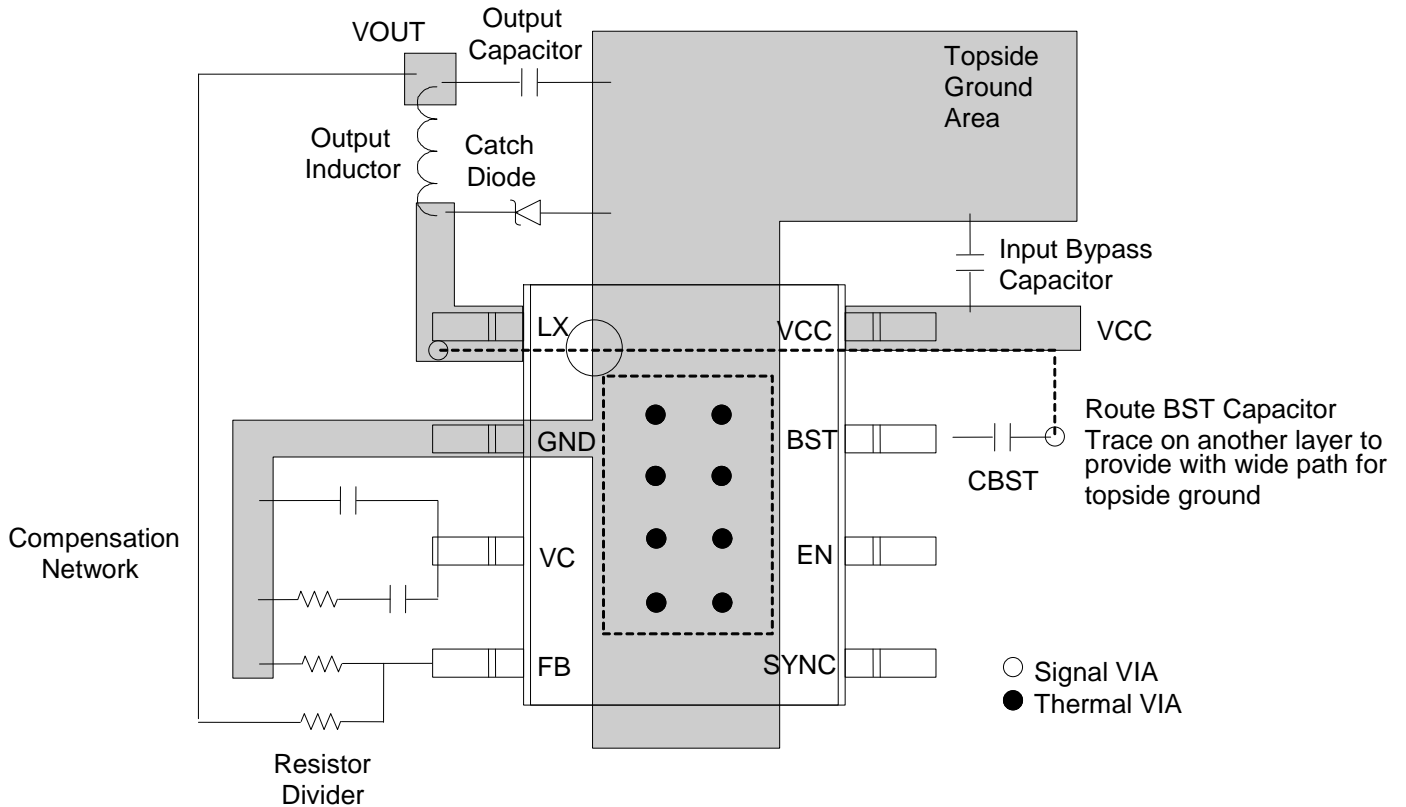 VOUT
Output
Capacitor
Topside
Ground
Area
Output
Inductor
Catch
Diode
Input Bypass
Capacitor
LX
VCC
VCC
GND
BST
CBST
Route BST Capacitor
Trace on another layer to
provide with wide path for
topside ground
Compensation
Network
VC
EN
FB
SYNC
Signal VIA
Thermal VIA
Resistor
Divider